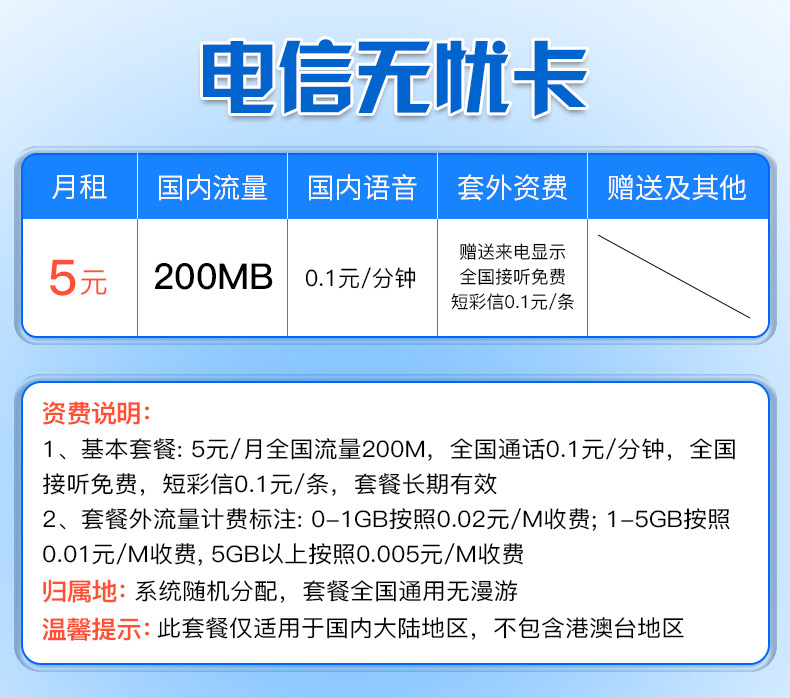 电信无忧卡
月租 国内流量 国内语音 套外资费 赠送及其他
5元 200MB 0.1元/分钟 赠送来电显示
全国接听免费
短彩信0.1元/条
资费说明:
1、基本套餐: 5元/月全国流量200M，全国通话0.1元/分钟，全国
接听免费，短彩信0.1元/条，套餐长期有效
2、套餐外流量计费标注: 0-1GB按照0.02元/M收费; 1-5GB按照
0.01元/M收费, 5GB以上按照0.005元/M收费
归属地: 系统随机分配，套餐全国通用无漫游
温馨提示: 此套餐仅适用于国内大陆地区，不包含港澳台地区